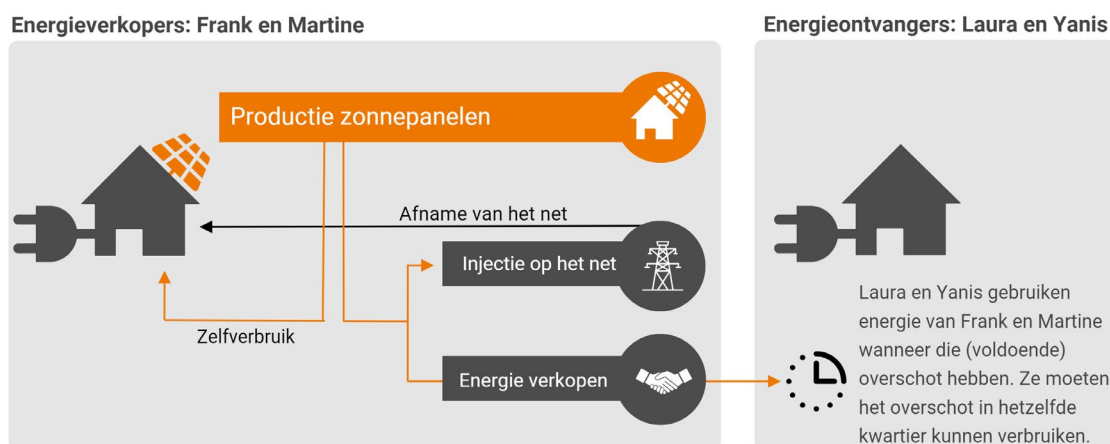 Energieverkopers: Frank en Martine
Energieontvangers: Laura en Yanis
Productie zonnepanelen
Afname van het net
Injectie op het net
Zelfverbruik
Energie verkopen
Laura en Yanis gebruiken
energie van Frank en Martine
wanneer die (voldoende)
overschot hebben. Ze moeten
het overschot in hetzelfde
kwartier kunnen verbruiken.